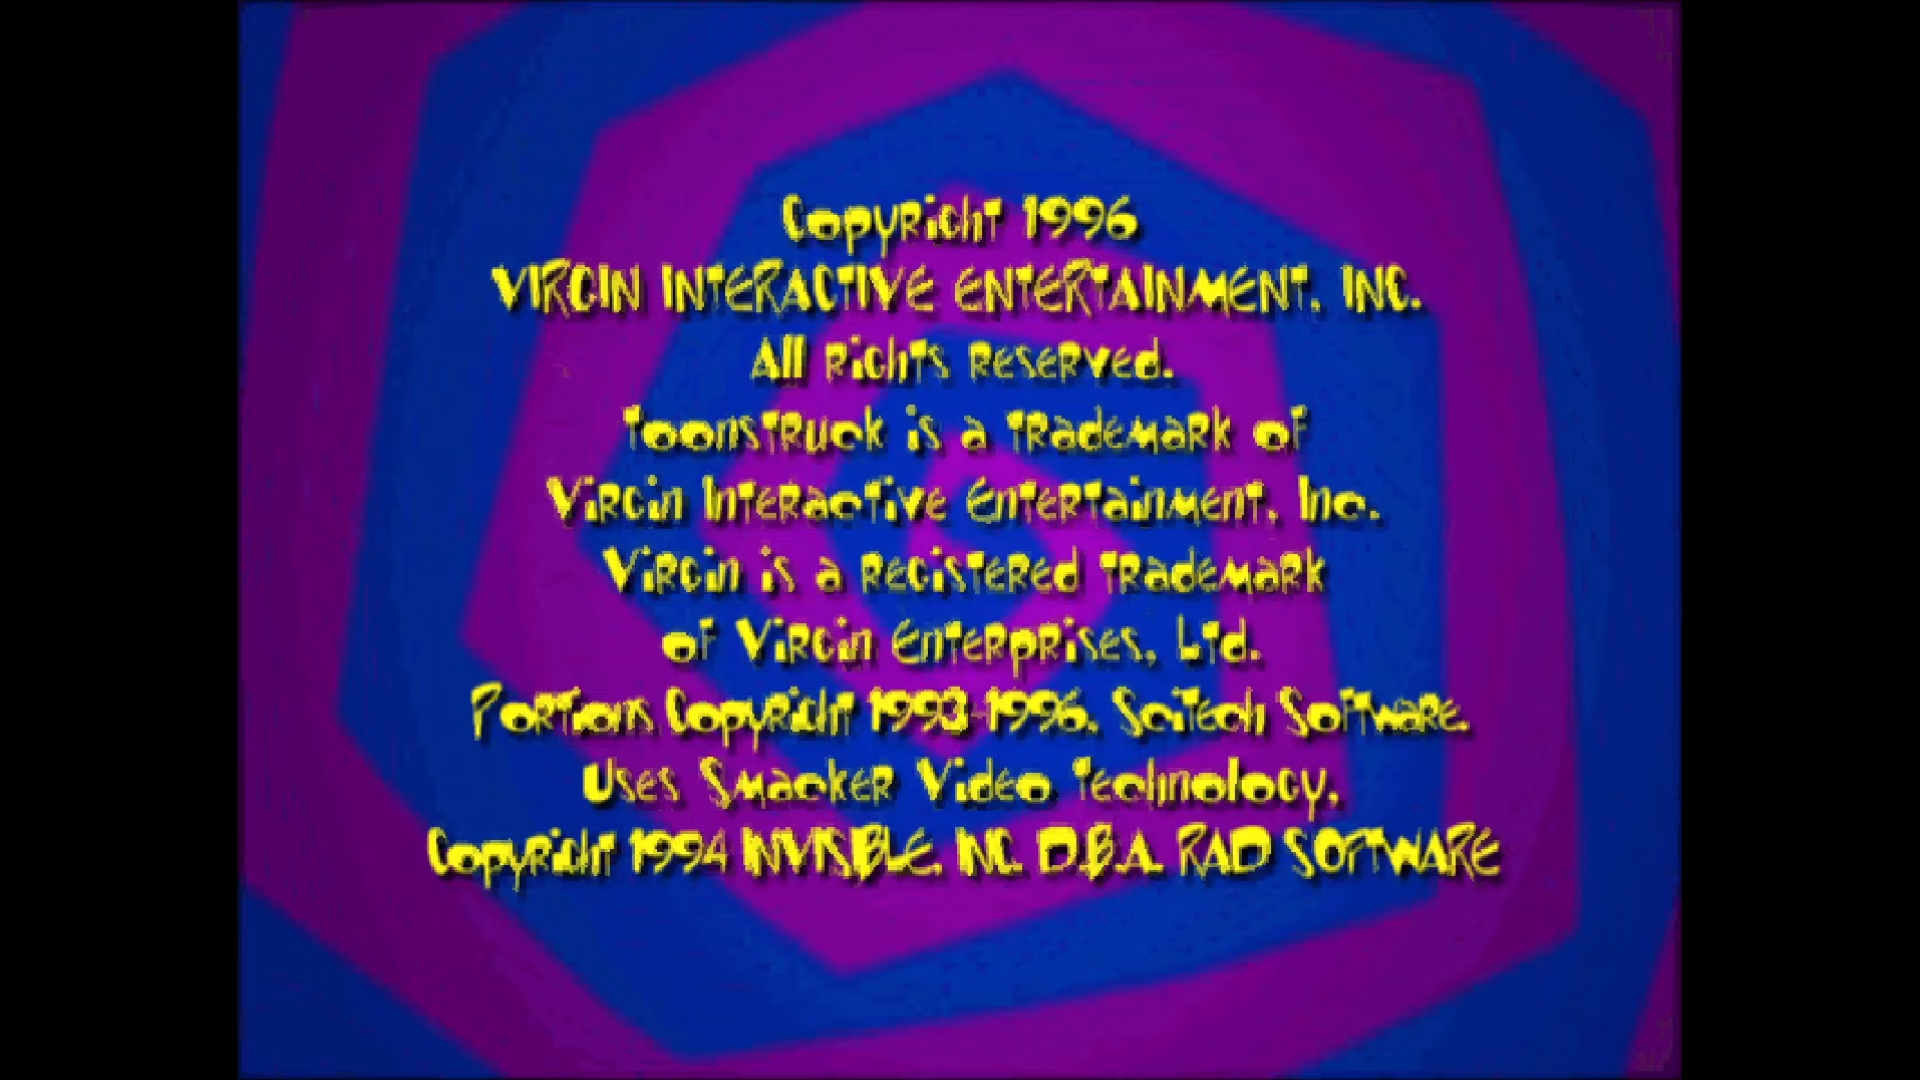 Copyright 1996
VIRGIN INTERACTIVE ENTERTAINMENT, INC.
All rights reserved.
Toonstruck is a trademark of
Virgin Interactive Entertainment, Inc.
Virgin is a registered trademark
of Virgin Enterprises, Ltd.
Portions Copyright 1993-1996, SciTech Software.
Uses Smacker Video Technology,
Copyright 1994 INVISIBLE, INC. D.B.A. RAD SOFTWARE